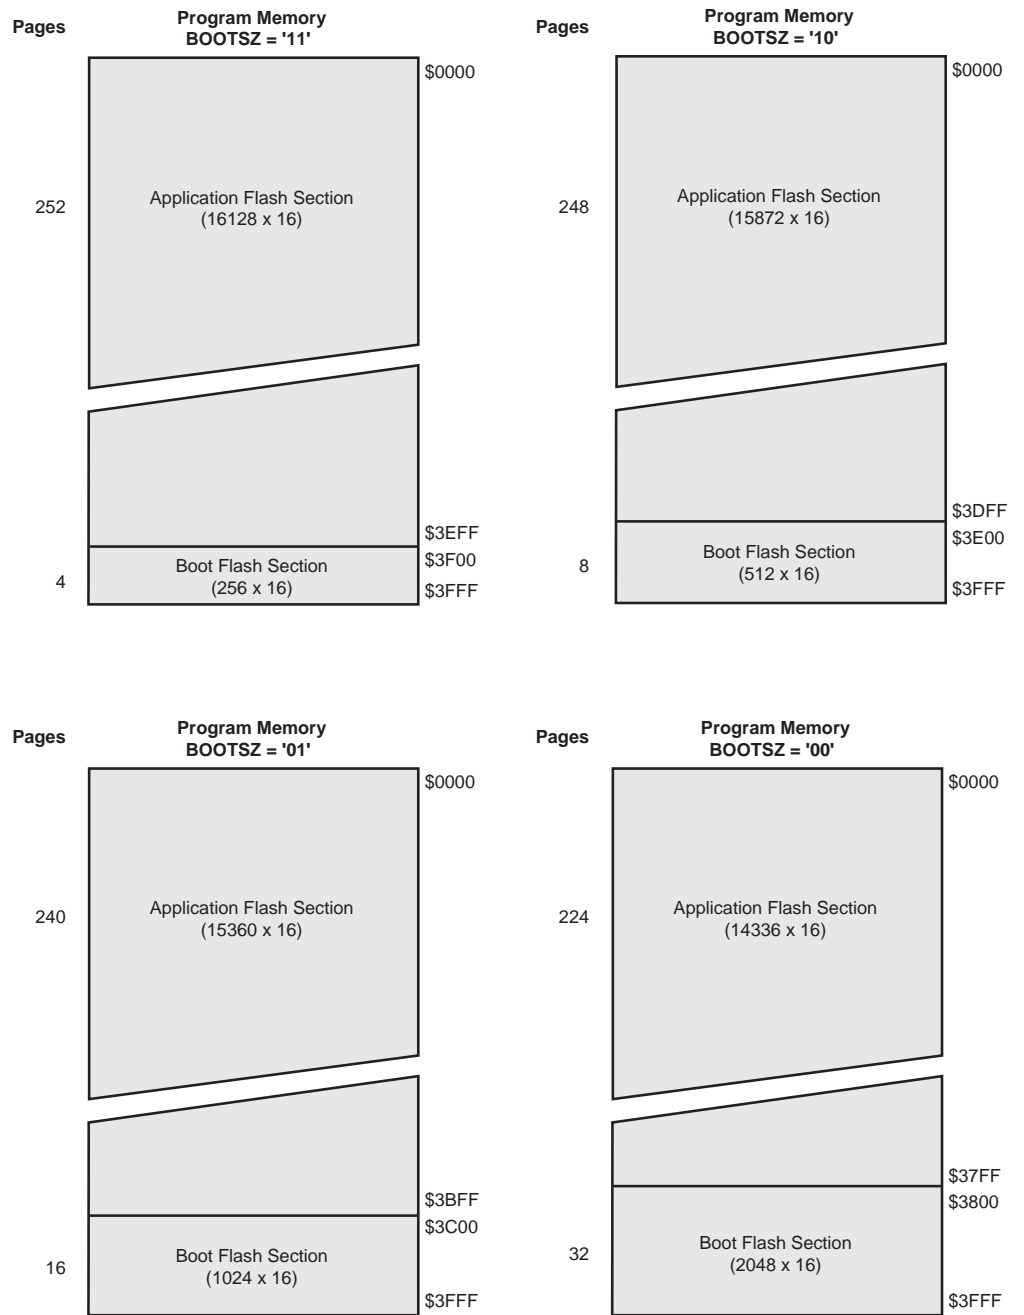 Pages
Program Memory
BOOTSZ = '11'
$0000
252
Application Flash Section
(16128 x 16)
$3EFF
$3F00
4
Boot Flash Section
(256 x 16)
$3FFF
Pages
Program Memory
BOOTSZ = '10'
$0000
248
Application Flash Section
(15872 x 16)
$3DFF
$3E00
8
Boot Flash Section
(512 x 16)
$3FFF
Pages
Program Memory
BOOTSZ = '01'
$0000
240
Application Flash Section
(15360 x 16)
$3BFF
$3C00
16
Boot Flash Section
(1024 x 16)
$3FFF
Pages
Program Memory
BOOTSZ = '00'
$0000
224
Application Flash Section
(14336 x 16)
$37FF
$3800
32
Boot Flash Section
(2048 x 16)
$3FFF